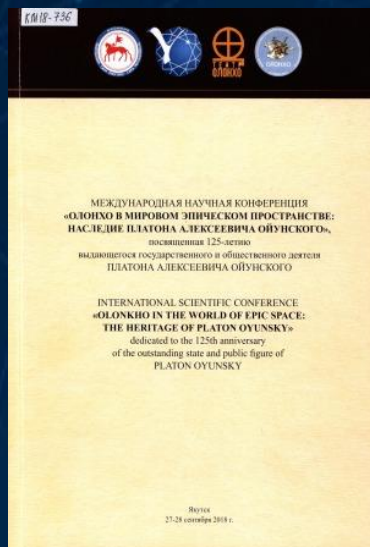 КМ18-736
ТЕАТР
ОЛОНХО
ОЛОНХО
МЕЖДУНАРОДНАЯ НАУЧНАЯ КОНФЕРЕНЦИЯ
«ОЛОНХО В МИРОВОМ ЭПИЧЕСКОМ ПРОСТРАНСТВЕ:
НАСЛЕДИЕ ПЛАТОНА АЛЕКСЕЕВИЧА ОЙУНСКОГО»,
посвященная 125-летию
выдающегося государственного и общественного деятеля
ПЛАТОНА АЛЕКСЕЕВИЧА ОЙУНСКОГО
INTERNATIONAL SCIENTIFIC CONFERENCE
«OLONKHO IN THE WORLD OF EPIC SPACE:
THE HERITAGE OF PLATON OYUNSKY»
dedicated to the 125th anniversary
of the outstanding state and public figure of
PLATON OYUNSKY
Якутск
27-28 сентября 2018 г.